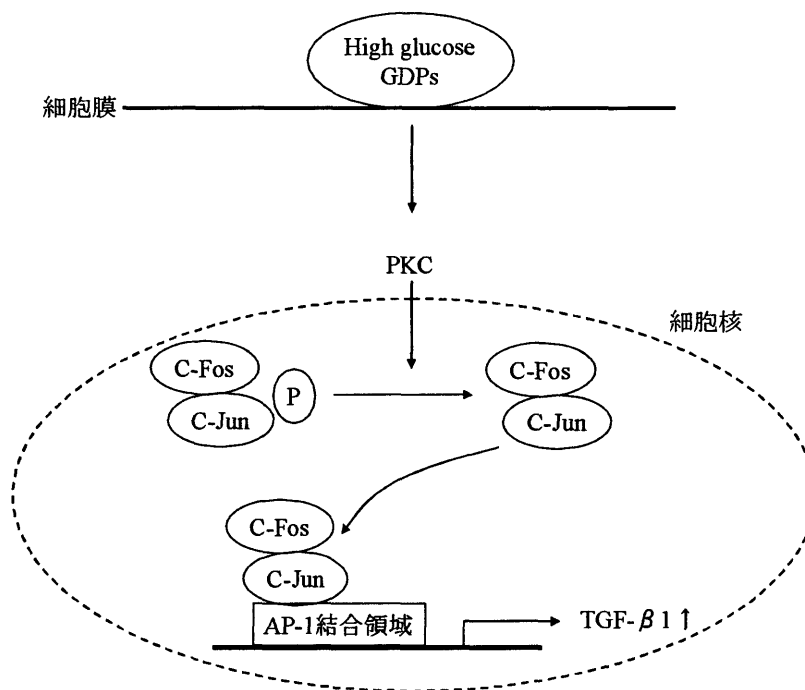 High glucose
GDPs
細胞膜
PKC
細胞核
C-Fos
C-Jun
P
C-Fos
C-Jun
C-Fos
C-Jun
AP-1結合領域
TGF-β1↑